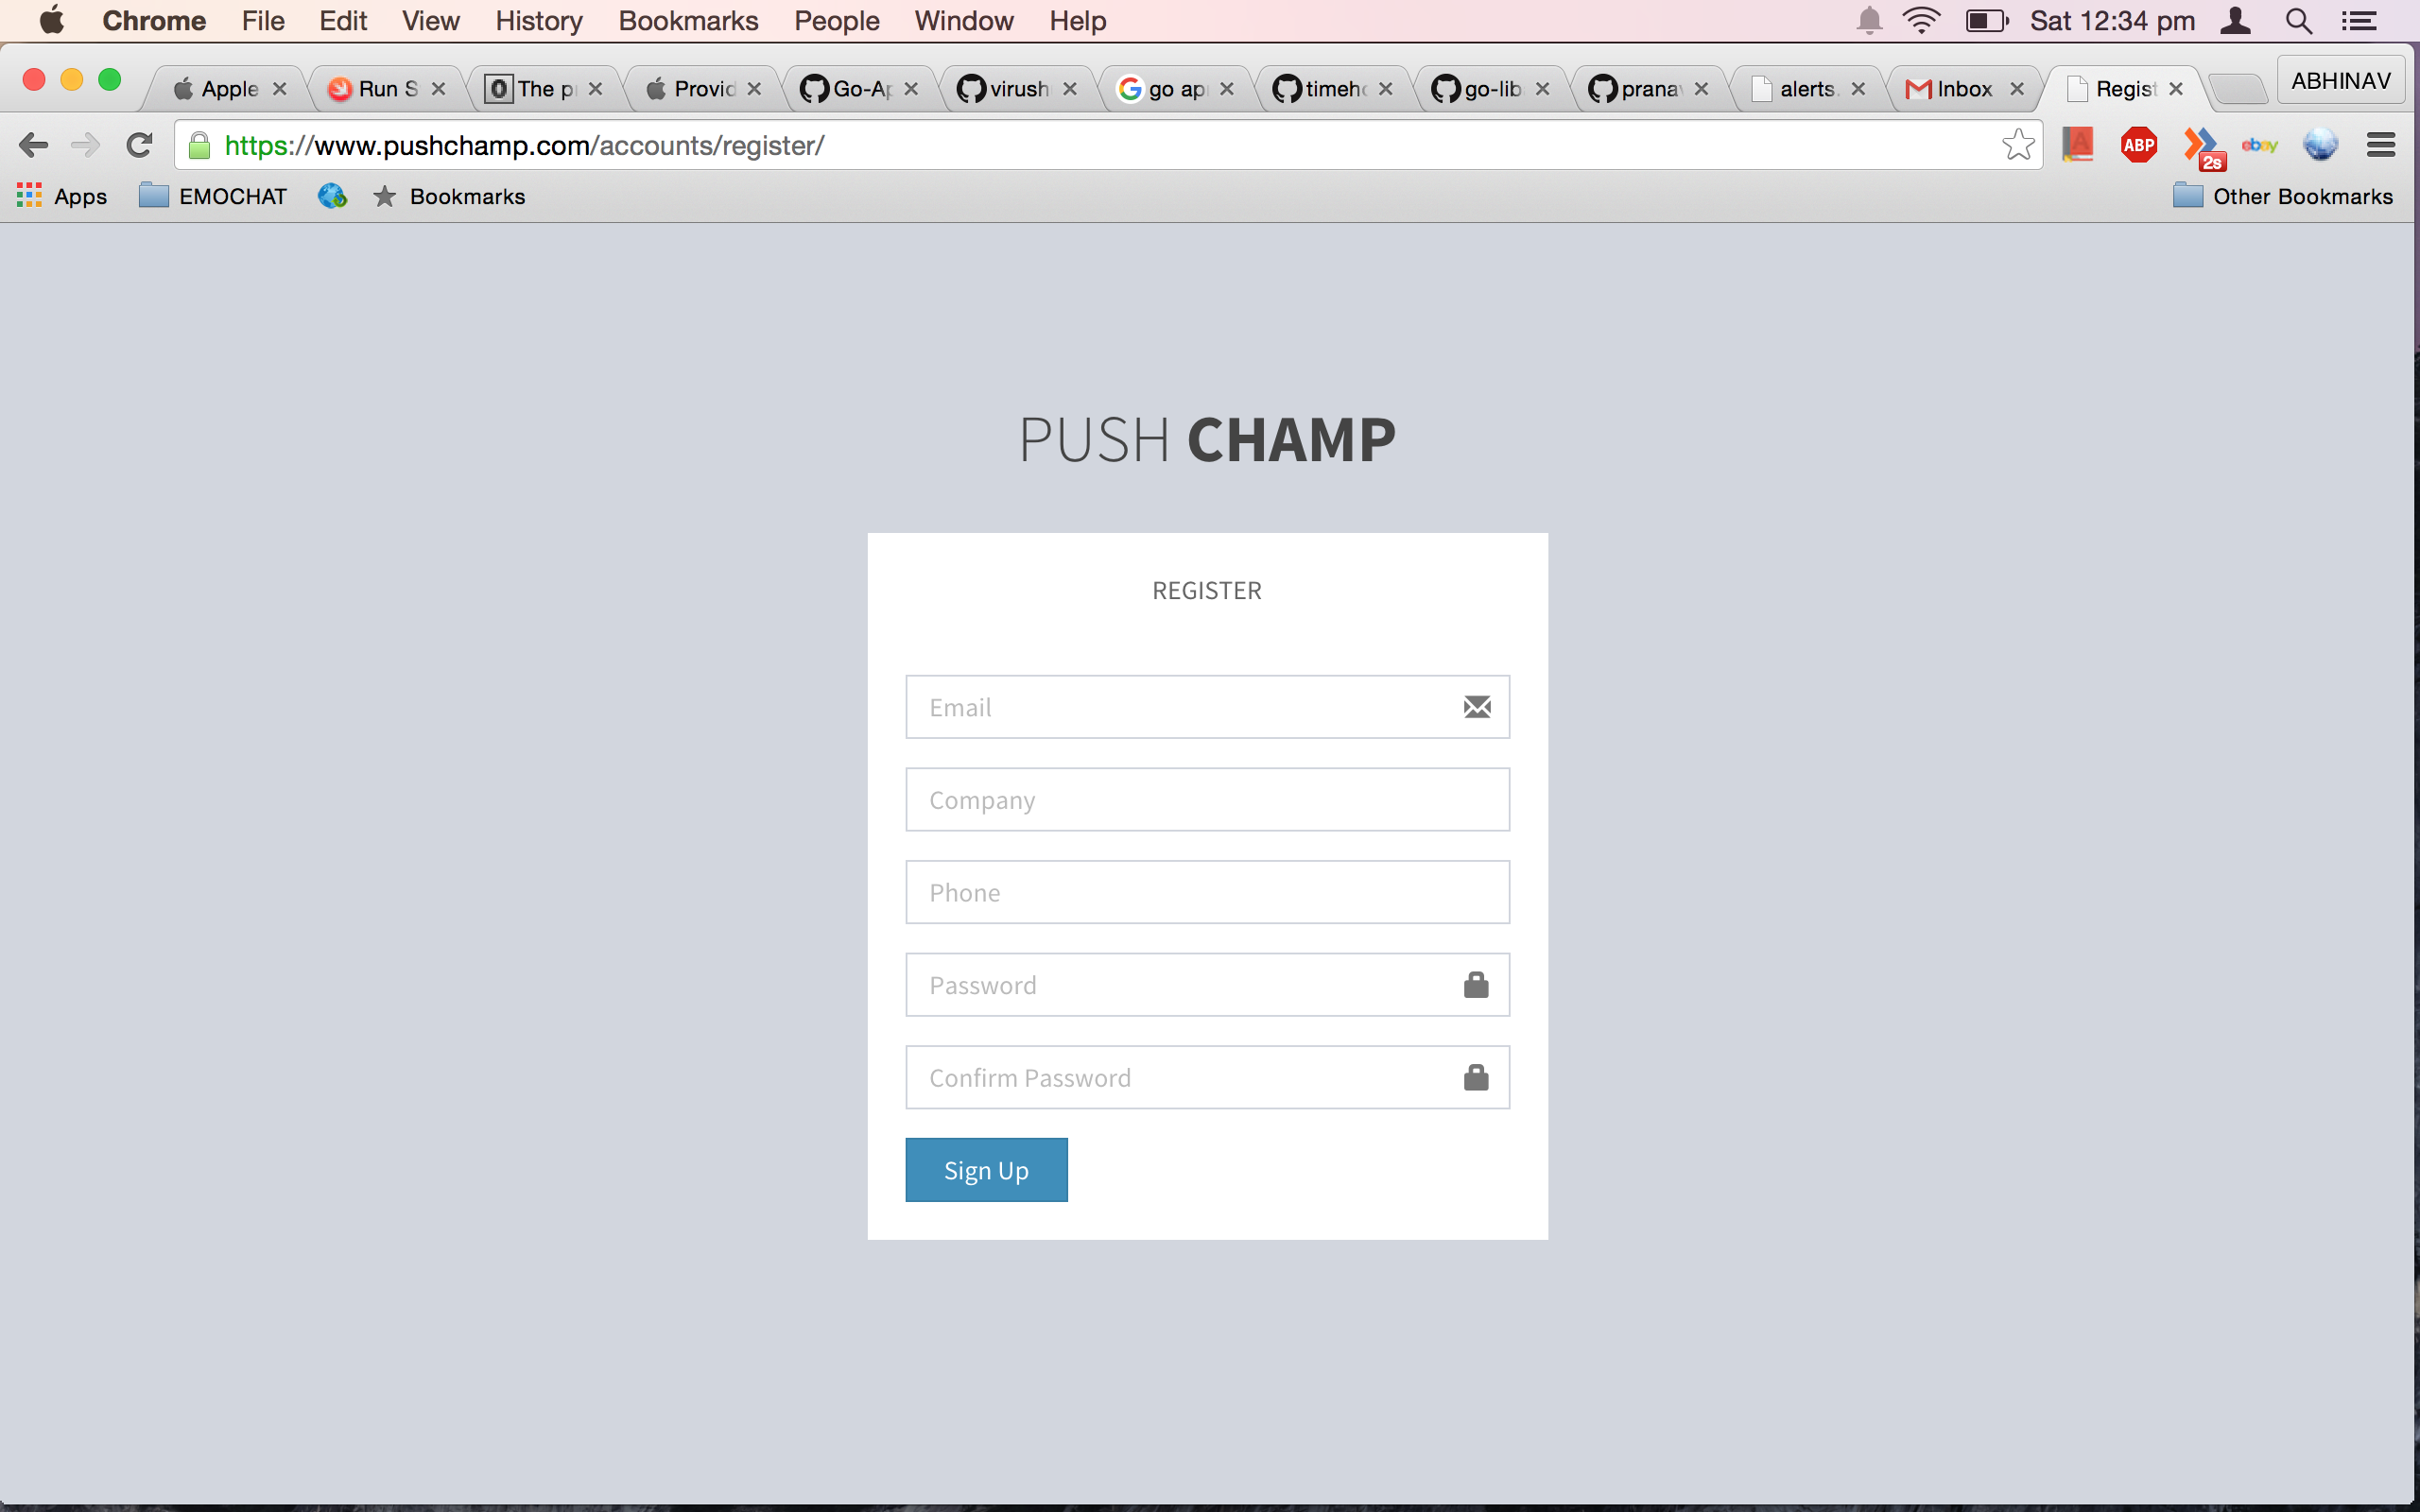 Chrome File Edit View History Bookmarks People Window Help Sat 12:34 pm
Apple Run S The p Provid Go-Ap virush go ap timeho go-lib prana alerts. Inbox Regist ABHINAV
https://www.pushchamp.com/accounts/register/ A ABP 2s ebay
Apps EMOCHAT Bookmarks Other Bookmarks
PUSH CHAMP
REGISTER
Email
Company
Phone
Password
Confirm Password
Sign Up